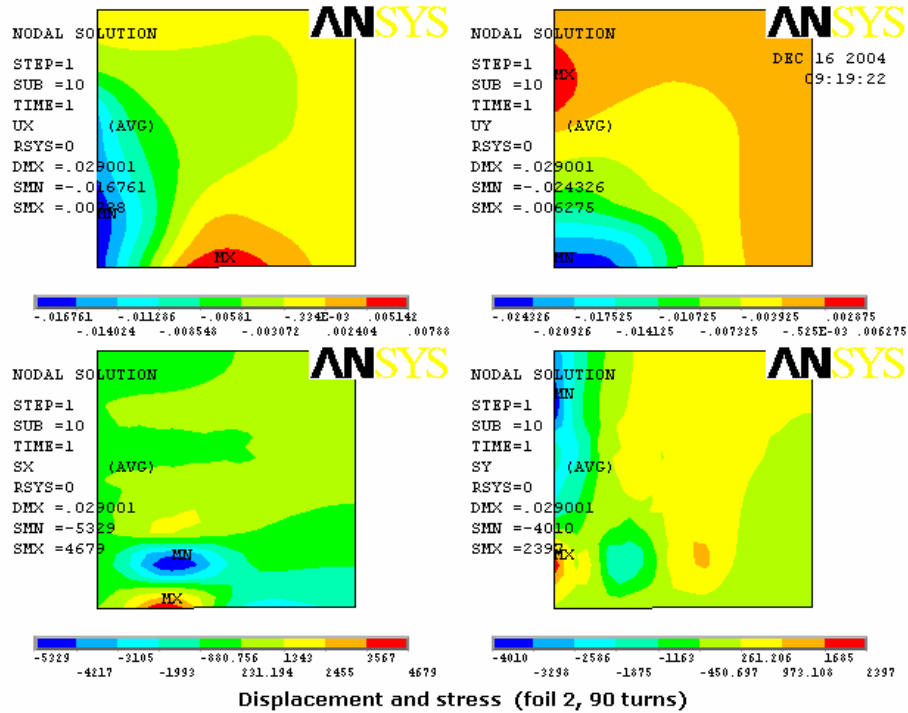 ANSYS
NODAL SOLUTION
STEP=1
SUB =10
TIME=1
UX (AVG)
RSYS=0
DMX =.029001
SMN =-.016761
MN
MX
-.016761 -.011286 -.00581 -.334E-03 .005142
-.014024 -.008548 -.003072 .002404 .00788
ANSYS
NODAL SOLUTION
DEC 16 2004
09:19:22
STEP=1
MX
SUB =10
TIME=1
UY (AVG)
RSYS=0
DMX =.029001
SMN =-.024326
SMX =.006275
MN
-.024326 -.017525 -.010725 -.003925 .002875
-.020926 -.014125 -.007325 -.525E-03 .006275
ANSYS
NODAL SOLUTION
STEP=1
SUB =10
TIME=1
SX (AVG)
RSYS=0
DMX =.029001
SMN =-5329
SMX =4679
MN
MX
-5329 -3105 -880.756 1343 3567
-4217 -1993 231.194 2455 4679
ANSYS
NODAL SOLUTION
MN
STEP=1
SUB =10
TIME=1
SY (AVG)
RSYS=0
DMX =.029001
SMN =-4010
SMX =2397
MX
-4010 -2586 -1163 261.206 1685
-3298 -1875 -450.697 973.108 2397
Displacement and stress (foil 2, 90 turns)